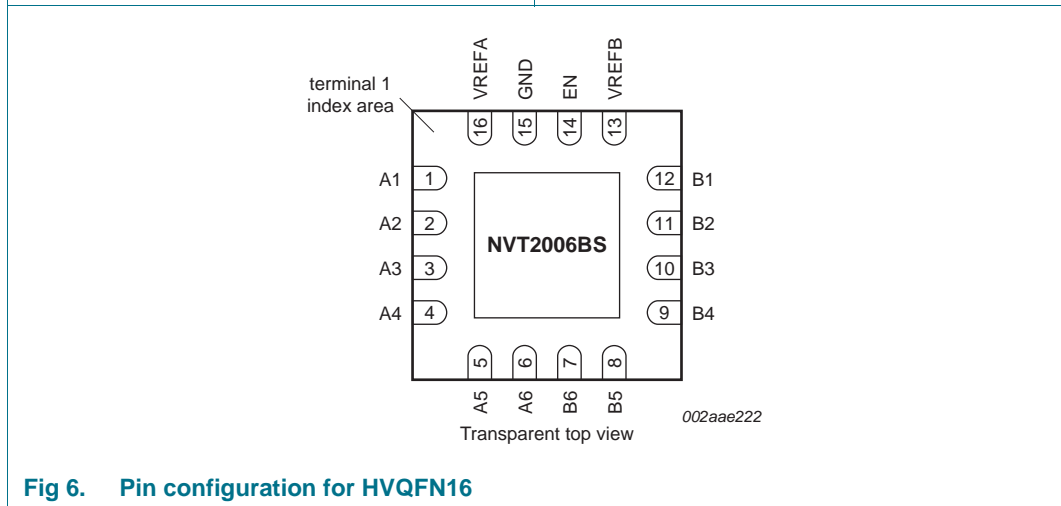 VREFA
GND
EN
VREFB
terminal 1
index area
16
15
14
13
A1 1
12 B1
A2 2
11 B2
NVT2006BS
A3 3
10 B3
A4 4
9 B4
5
6
7
8
A5
A6
B6
B5
002aae222
Transparent top view
Fig 6. Pin configuration for HVQFN16